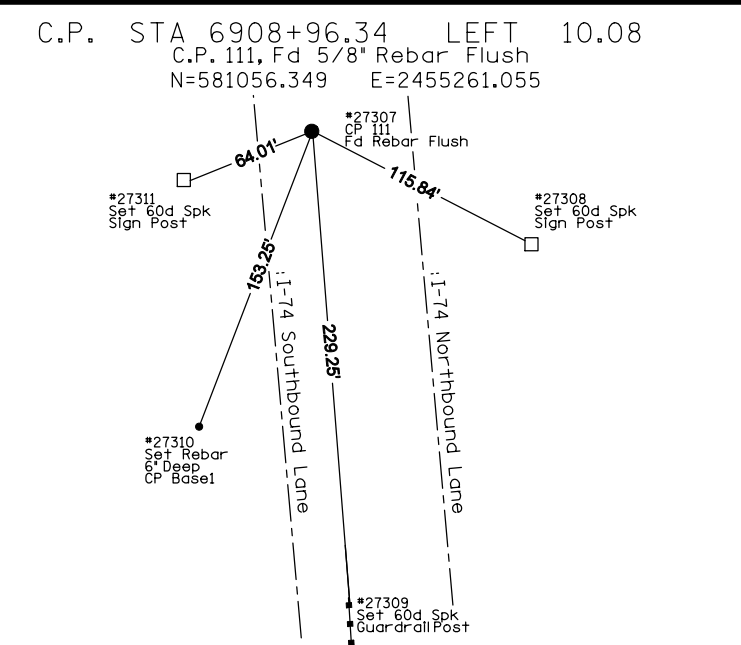 C.P. STA 6908+96.34 LEFT 10.08
C.P. 111, Fd 5/8" Rebar Flush
N=581056.349 E=2455261.055
#27307
CP 111
Fd Rebar Flush
64.01'
115.84'
#27311
Set 60d Spk
Sign Post
#27308
Set 60d Spk
Sign Post
153.25'
:I-74 Southbound Lane
229.25'
:I-74 Northbound Lane
#27310
Set Rebar
6" Deep
CP Base1
#27309
Set 60d Spk
GuardrailPost